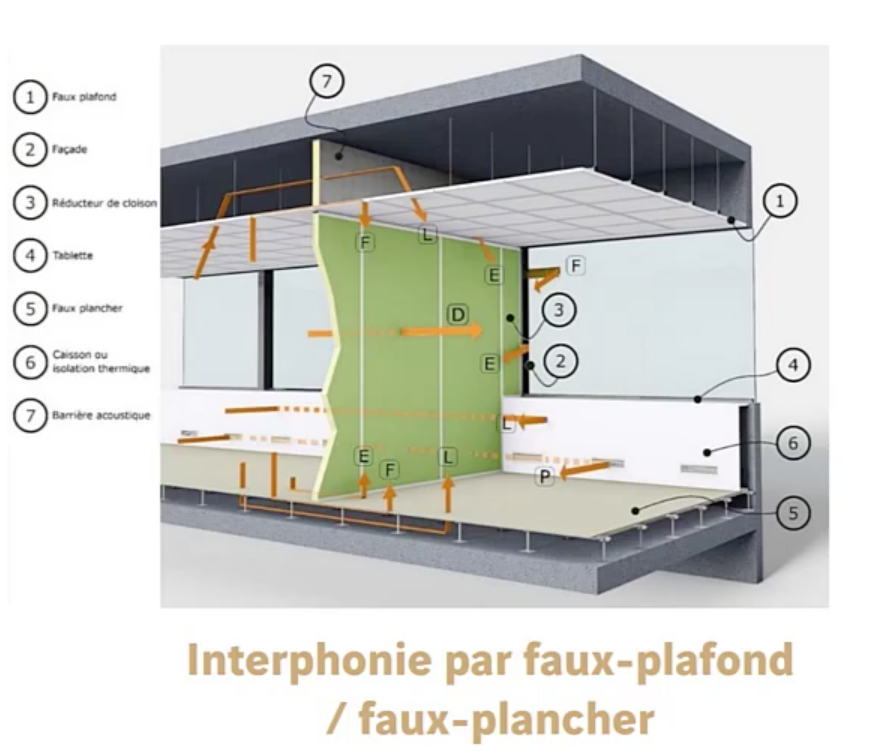 1 Faux plafond
2 Façade
3 Réducteur de cloison
4 Tablette
5 Faux plancher
6 Caisson ou
isolation thermique
7 Barrière acoustique
7
1
F
L
E
F
D
3
E
2
4
L
6
E
F
L
P
5
Interphonie par faux-plafond
/ faux-plancher